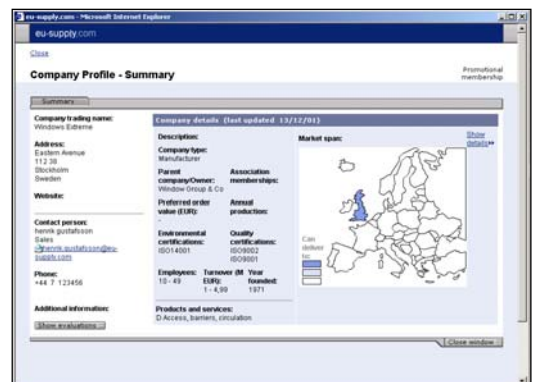 eu-supply.com - Microsoft Internet Explorer
eu-supply.com
Close
Company Profile - Summary
Promotional
membership
Summary
Company trading name:
Windows Extreme
Address:
Eastern Avenue
112 38
Stockholm
Sweden
Website:
Contact person:
henrik gustafsson
Sales
henrik.gustafsson@eu-
supply.com
Phone:
+44 7 123456
Additional information:
Show evaluations
Company details (last updated 13/12/01)
Description:
Company type:
Manufacturer
Parent company/Owner:
Window Group & Co
Association memberships:
Preferred order value (EUR):
-
Annual production:
Environmental certifications:
ISO14001
Quality certifications:
ISO9002
ISO9001
Employees:
10 - 49
Turnover (M EUR):
1 - 4,99
Year founded:
1971
Products and services:
D Access, barriers, circulation
Market span:
Show
details»
Can
deliver
to:
Close window